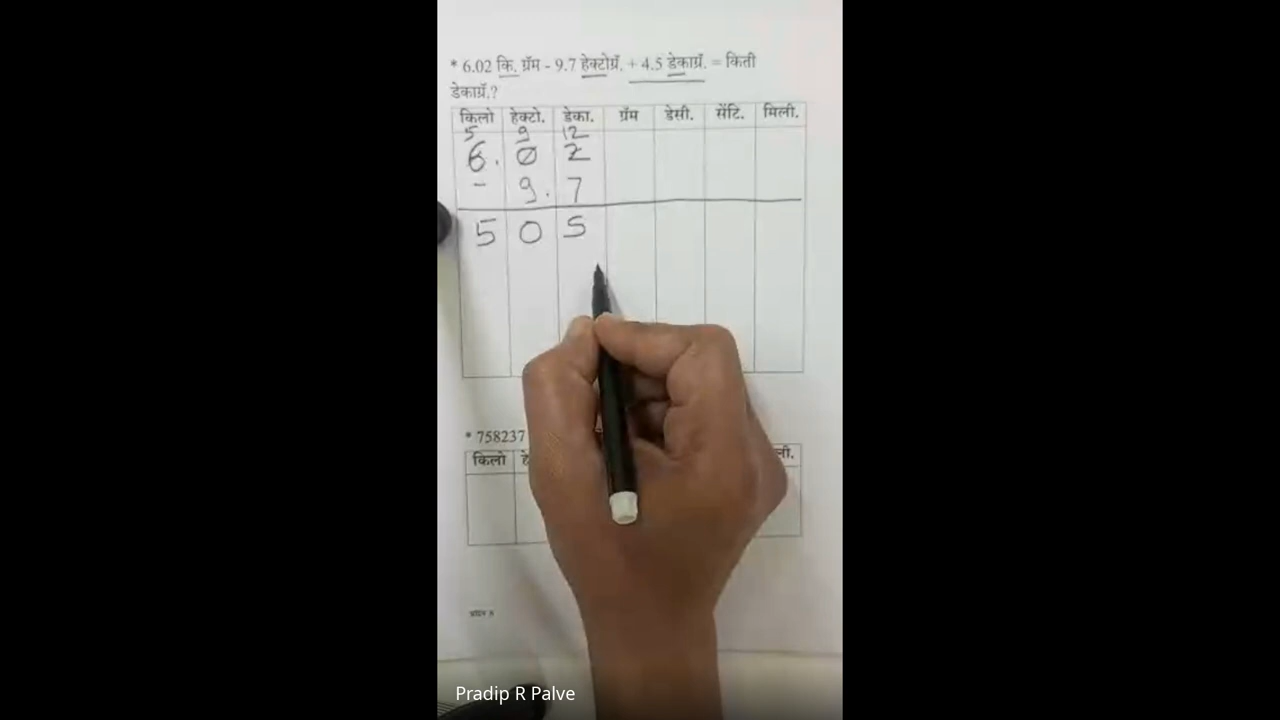 * 6.02 कि. ग्रॅम - 9.7 हेक्टोग्रॅ. + 4.5 डेकाग्रॅ. = किती
डेकाग्रॅ.?
किलो हेक्टो. डेका. ग्रॅम डेसी. सेंटि. मिली.
5 9 12
6. 0 2
- 9. 7
5 0 5
* 758237
किलो
Pradip R Palve